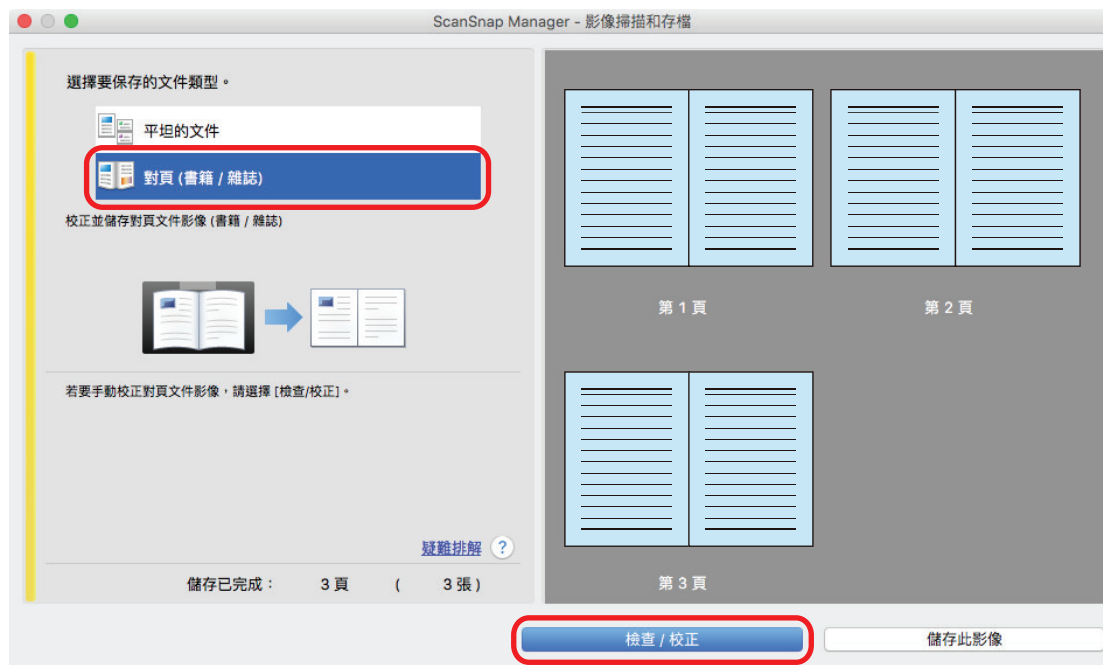 ScanSnap Manager - 影像掃描和存檔
選擇要保存的文件類型。
平坦的文件
對頁 (書籍 / 雜誌)
校正並儲存對頁文件影像 (書籍 / 雜誌)
若要手動校正對頁文件影像，請選擇 [檢查/校正]。
疑難排解 ?
儲存已完成： 3 頁 ( 3 張 )
第 1 頁
第 2 頁
第 3 頁
檢查 / 校正
儲存此影像